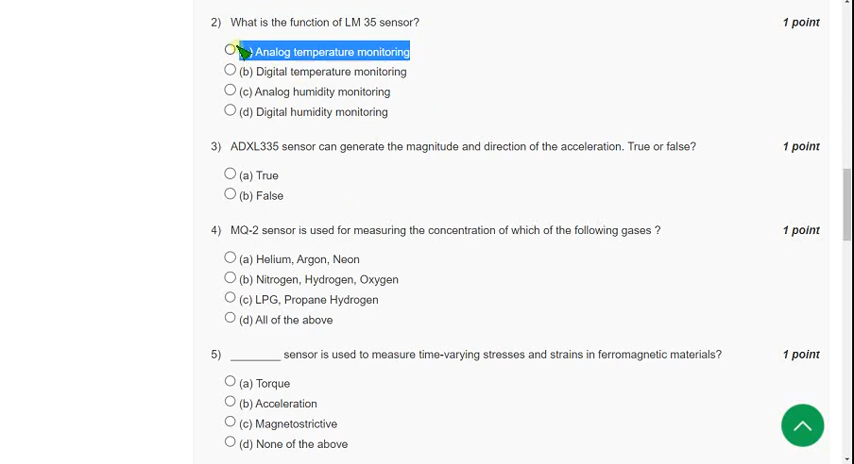 2) What is the function of LM 35 sensor? 1 point
) Analog temperature monitoring
(b) Digital temperature monitoring
(c) Analog humidity monitoring
(d) Digital humidity monitoring
3) ADXL335 sensor can generate the magnitude and direction of the acceleration. True or false? 1 point
(a) True
(b) False
4) MQ-2 sensor is used for measuring the concentration of which of the following gases ? 1 point
(a) Helium, Argon, Neon
(b) Nitrogen, Hydrogen, Oxygen
(c) LPG, Propane Hydrogen
(d) All of the above
5) ________ sensor is used to measure time-varying stresses and strains in ferromagnetic materials? 1 point
(a) Torque
(b) Acceleration
(c) Magnetostrictive
(d) None of the above